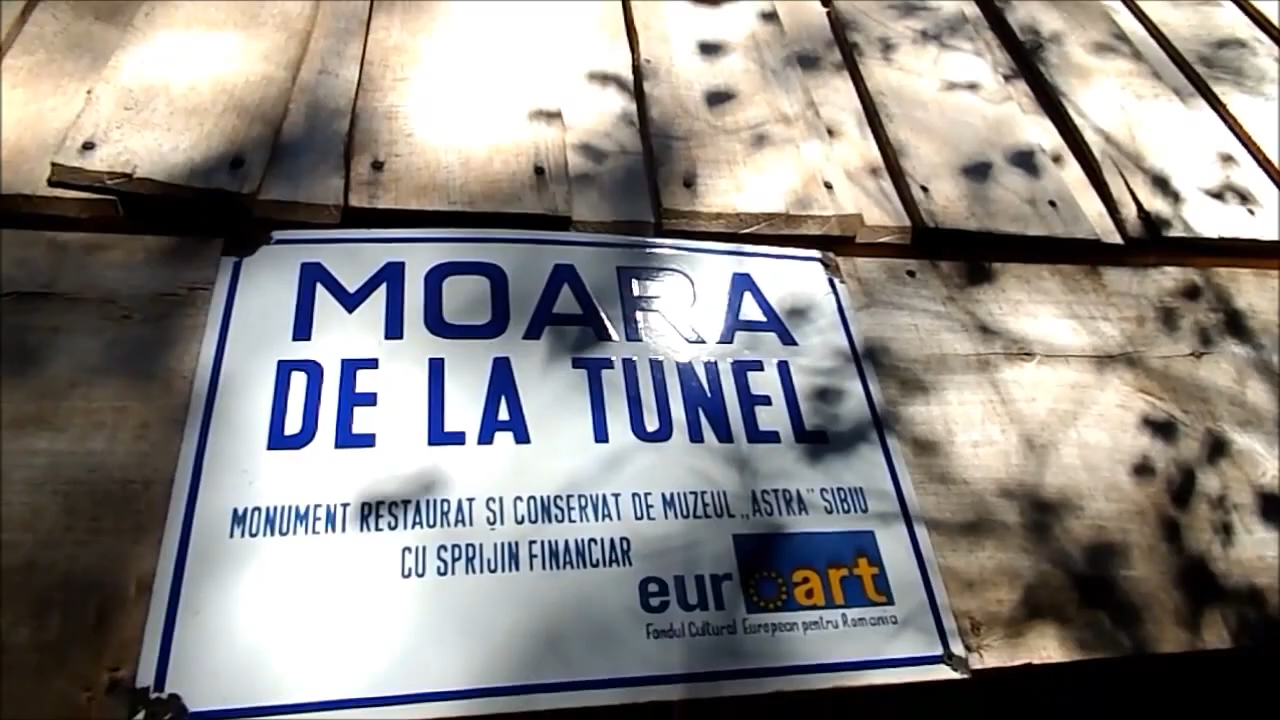 MOARA
DE LA TUNEL
MONUMENT RESTAURAT ȘI CONSERVAT DE MUZEUL „ASTRA” SIBIU
CU SPRIJIN FINANCIAR
euroart
Fondul Cultural European pentru Romania